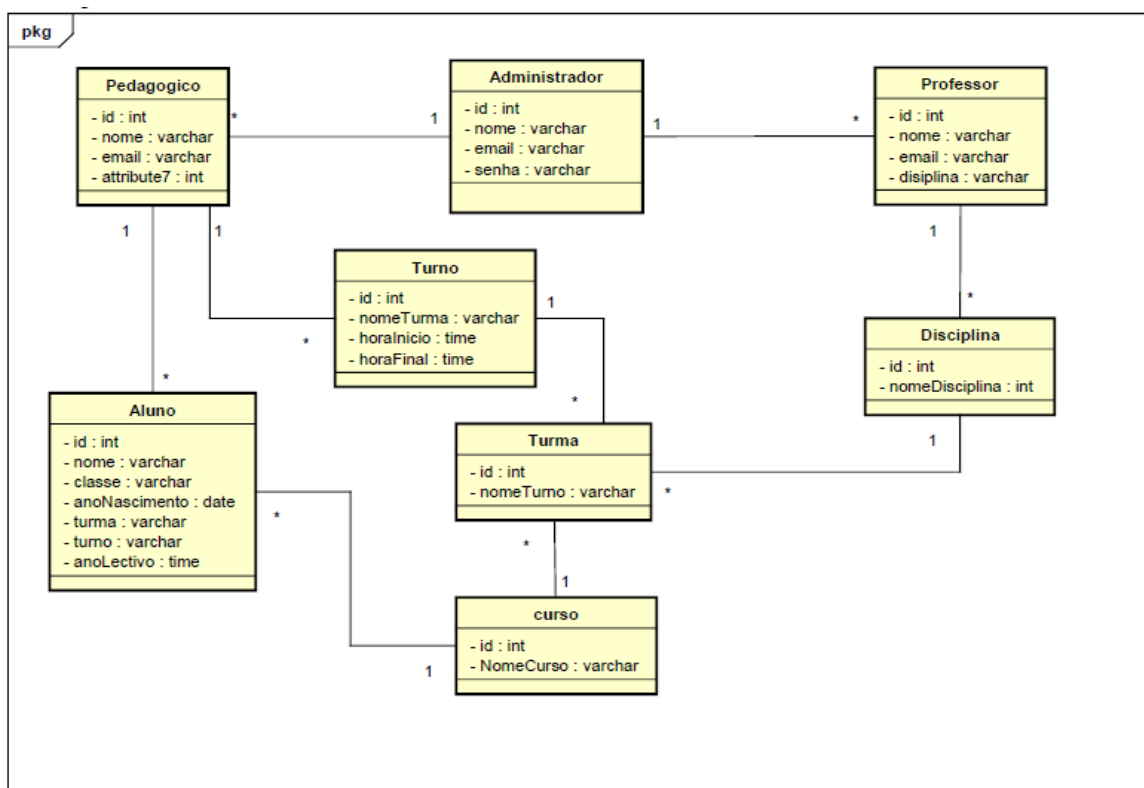 pkg
Pedagogico
- id : int
- nome : varchar
- email : varchar
- attribute7 : int
Administrador
- id : int
- nome : varchar
- email : varchar
- senha : varchar
Professor
- id : int
- nome : varchar
- email : varchar
- disiplina : varchar
*
1
1
*
1
1
1
Turno
- id : int
- nomeTurma : varchar
- horaInicio : time
- horaFinal : time
1
*
*
Disciplina
- id : int
- nomeDisciplina : int
*
*
1
Aluno
- id : int
- nome : varchar
- classe : varchar
- anoNascimento : date
- turma : varchar
- turno : varchar
- anoLectivo : time
Turma
- id : int
- nomeTurno : varchar
*
*
*
1
curso
- id : int
- NomeCurso : varchar
1